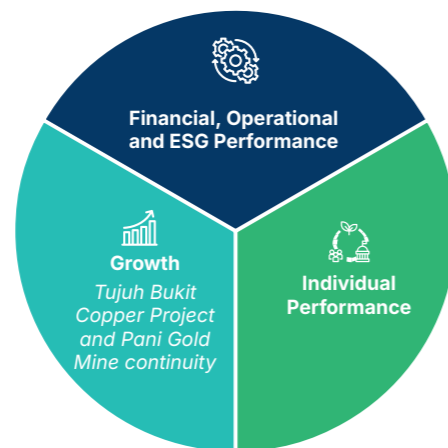 Financial, Operational
and ESG Performance
Growth
Tujuh Bukit
Copper Project
and Pani Gold
Mine continuity
Individual
Performance